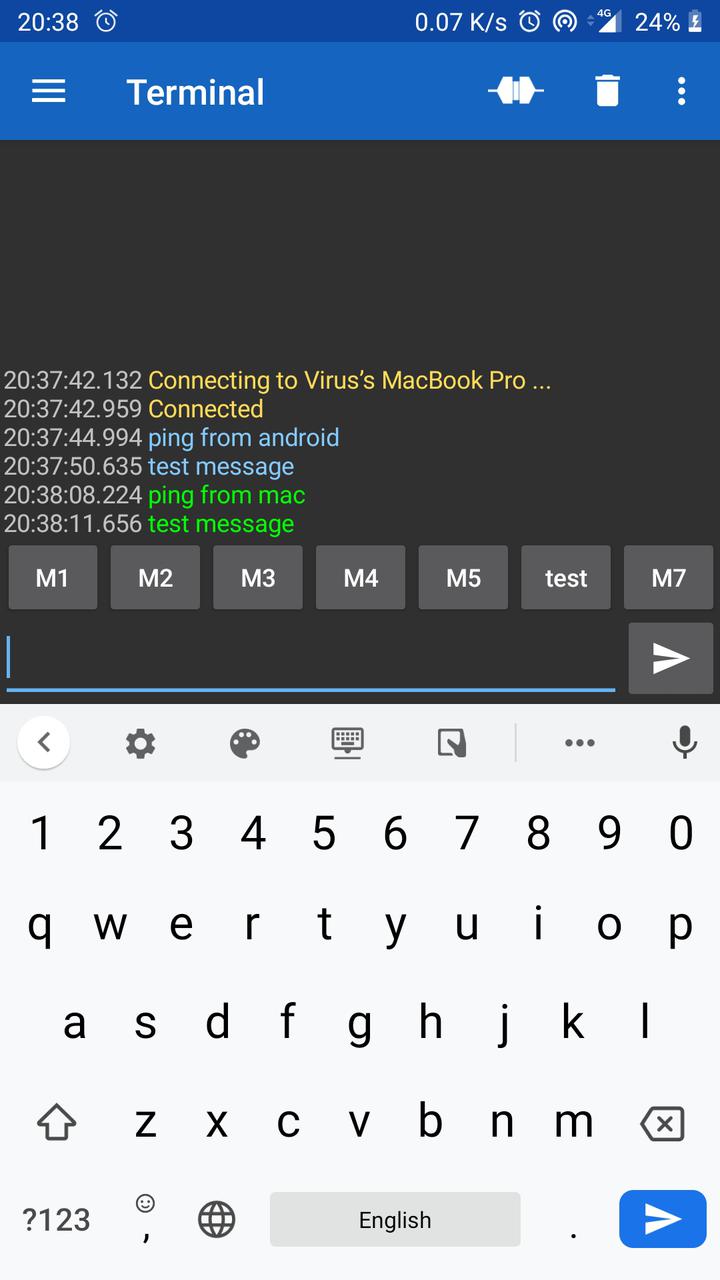 20:38 0.07 K/s 4G 24%
Terminal
20:37:42.132 Connecting to Virus’s MacBook Pro ...
20:37:42.959 Connected
20:37:44.994 ping from android
20:37:50.635 test message
20:38:08.224 ping from mac
20:38:11.656 test message
M1 M2 M3 M4 M5 test M7
1 2 3 4 5 6 7 8 9 0
q w e r t y u i o p
a s d f g h j k l
z x c v b n m
?123 , English .